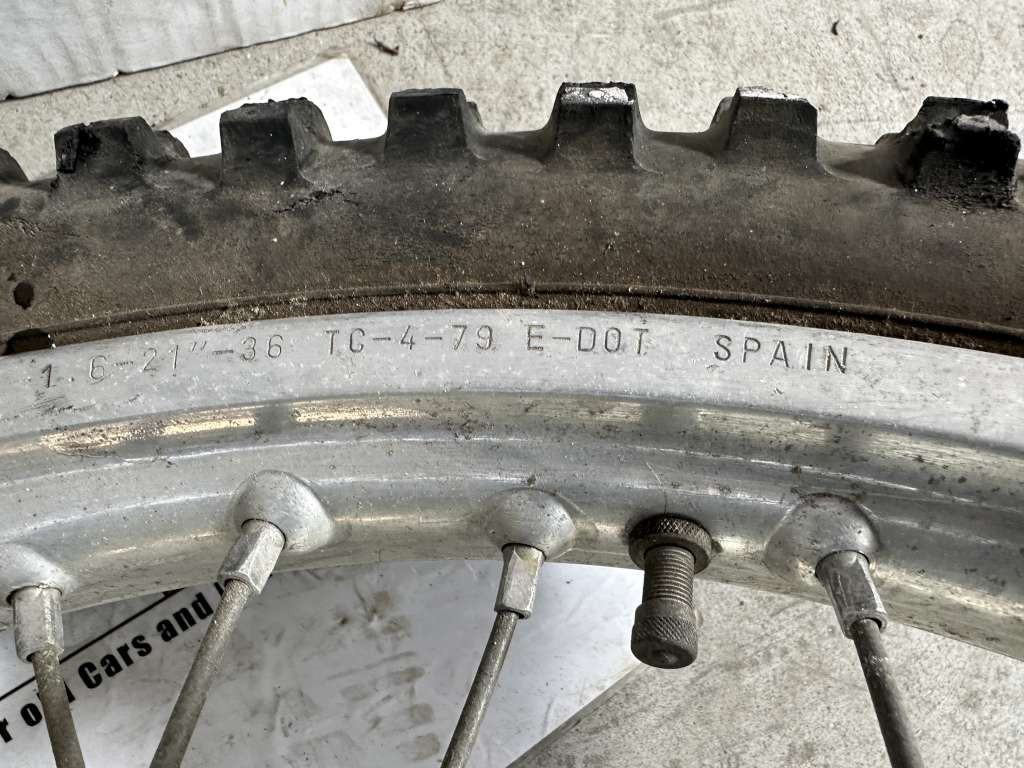 1.6-21"-36 TC-4-79 E-DOT SPAIN
Cars and